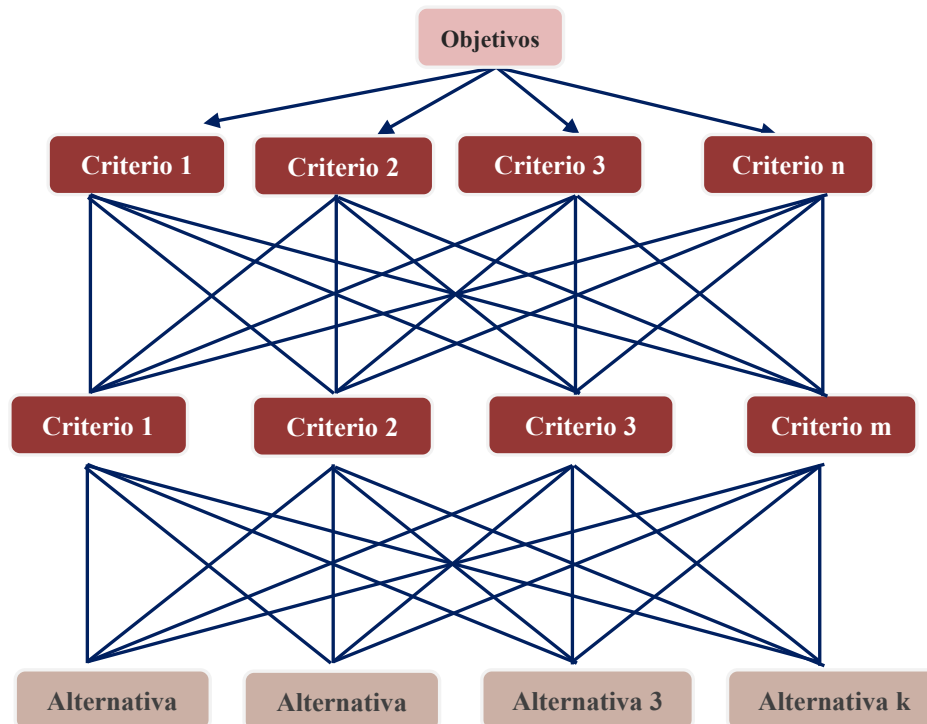 Objetivos
Criterio 1
Criterio 2
Criterio 3
Criterio n
Criterio 1
Criterio 2
Criterio 3
Criterio m
Alternativa
Alternativa
Alternativa 3
Alternativa k